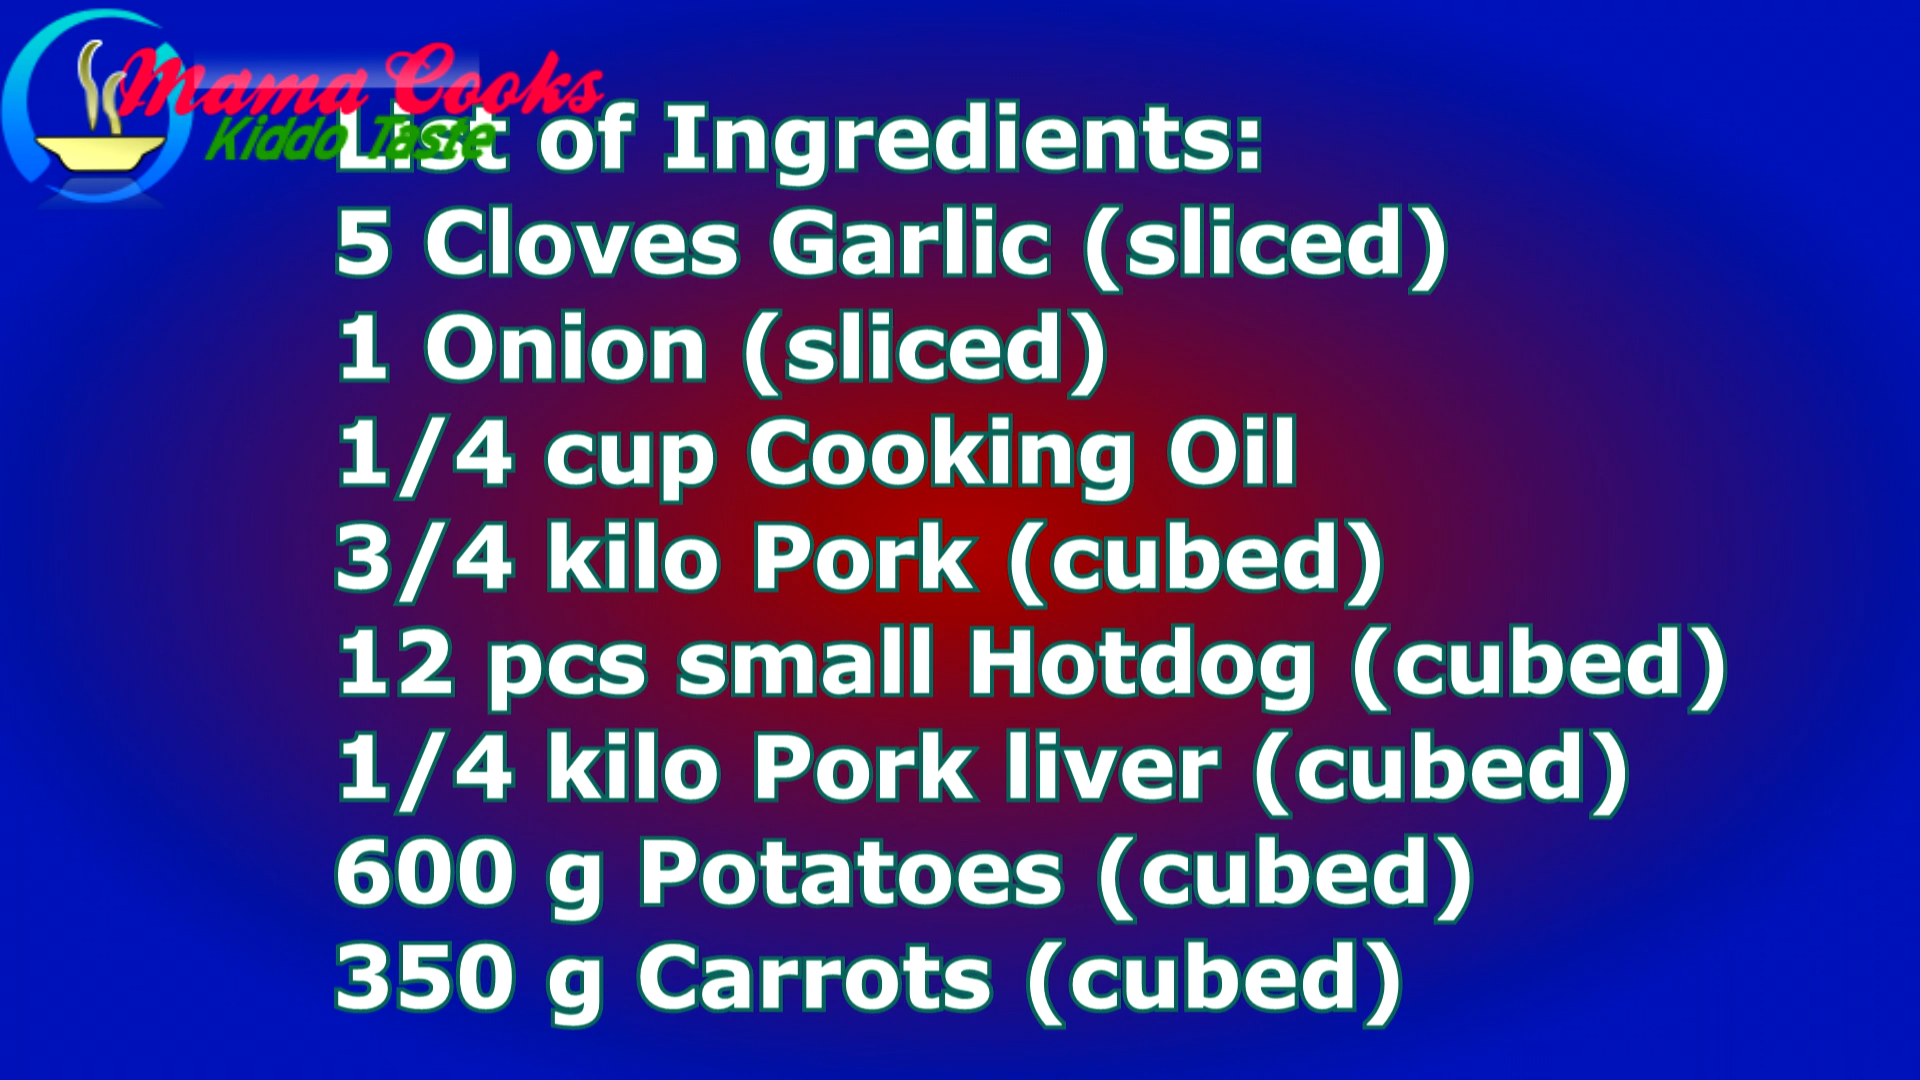 Mama Cooks
Kiddo Taste
List of Ingredients:
5 Cloves Garlic (sliced)
1 Onion (sliced)
1/4 cup Cooking Oil
3/4 kilo Pork (cubed)
12 pcs small Hotdog (cubed)
1/4 kilo Pork liver (cubed)
600 g Potatoes (cubed)
350 g Carrots (cubed)